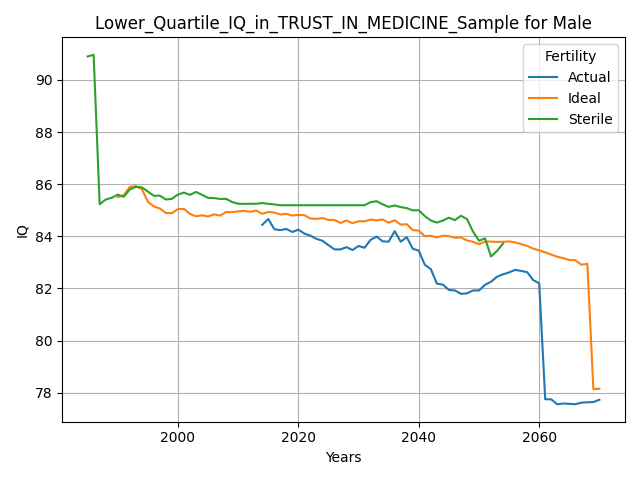 Lower_Quartile_IQ_in_TRUST_IN_MEDICINE_Sample for Male
Fertility
Actual
Ideal
Sterile
IQ
90
88
86
84
82
80
78
2000
2020
2040
2060
Years